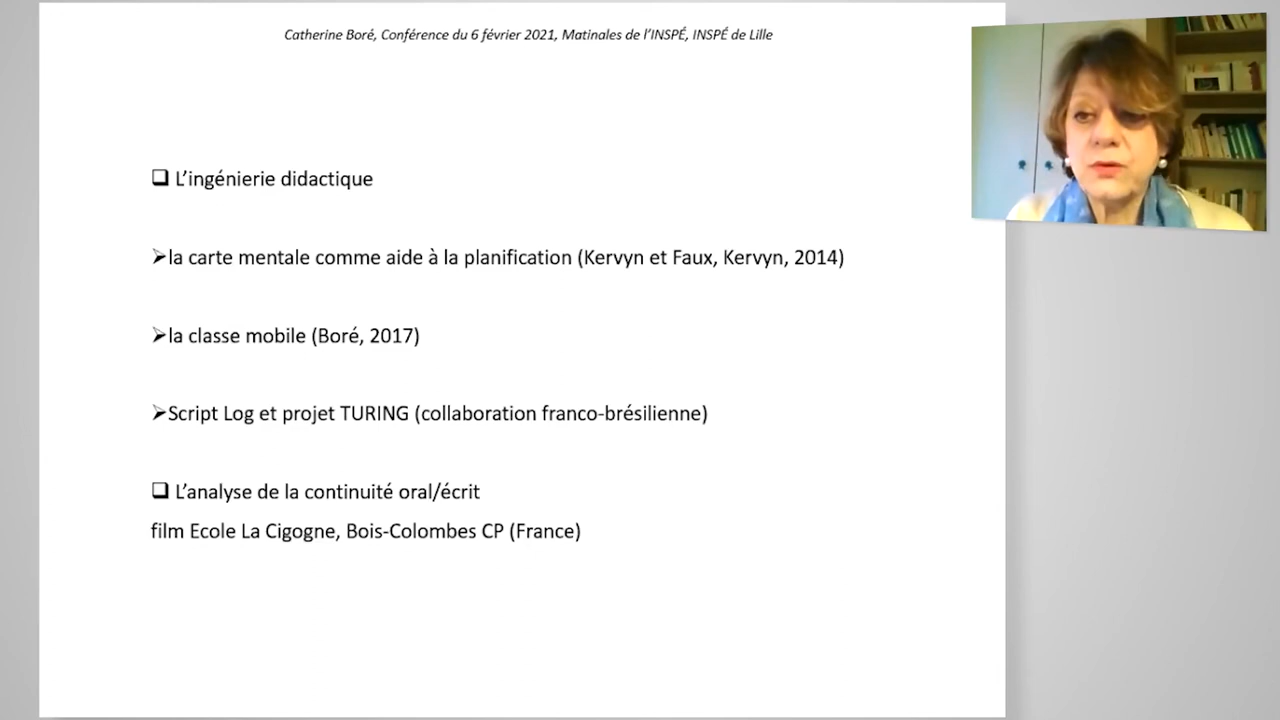 Catherine Boré, Conférence du 6 février 2021, Matinales de l'INSPÉ, INSPÉ de Lille
❑ L'ingénierie didactique
➢la carte mentale comme aide à la planification (Kervyn et Faux, Kervyn, 2014)
➢la classe mobile (Boré, 2017)
➢Script Log et projet TURING (collaboration franco-brésilienne)
❑ L'analyse de la continuité oral/écrit
film Ecole La Cigogne, Bois-Colombes CP (France)